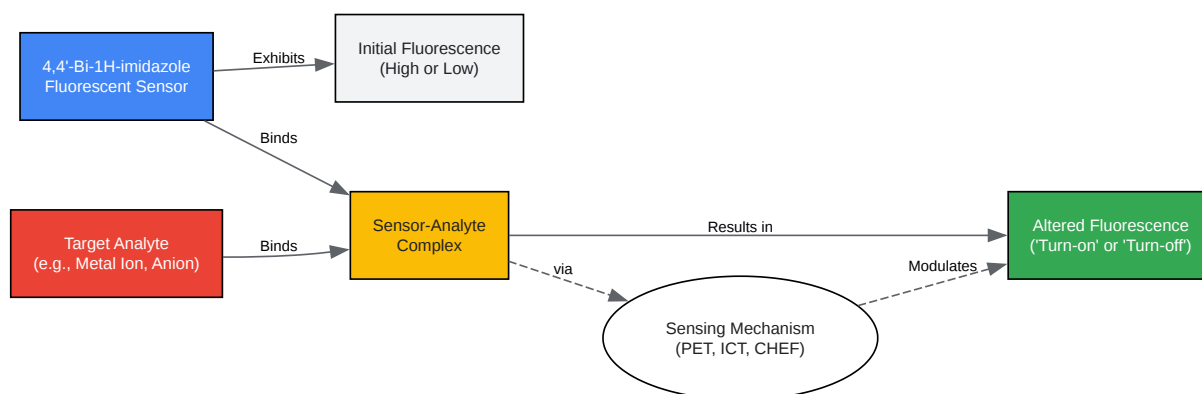 4,4'-Bi-1H-imidazole
Fluorescent Sensor
Exhibits
Initial Fluorescence
(High or Low)
Binds
Target Analyte
(e.g., Metal Ion, Anion)
Binds
Sensor-Analyte
Complex
Results in
Altered Fluorescence
('Turn-on' or 'Turn-off')
via
Modulates
Sensing Mechanism
(PET, ICT, CHEF)